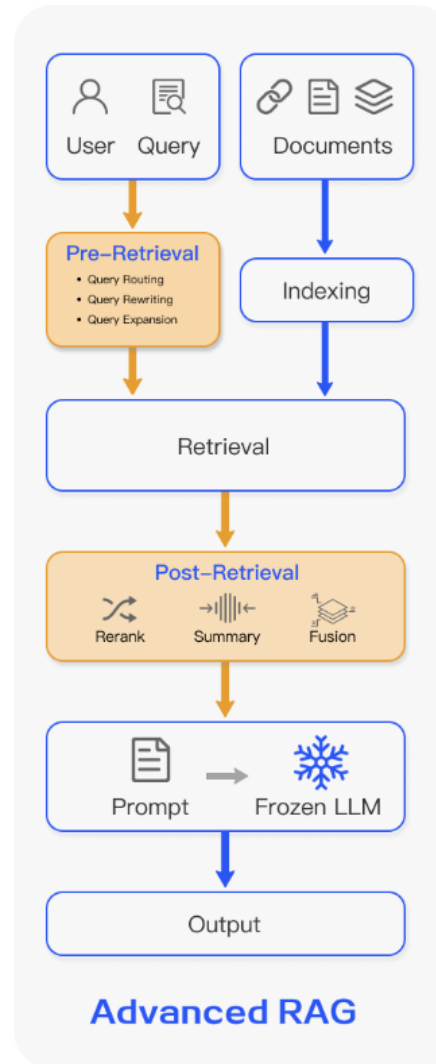 User Query
Documents
Pre-Retrieval
• Query Routing
• Query Rewriting
• Query Expansion
Indexing
Retrieval
Post-Retrieval
Rerank Summary Fusion
Prompt Frozen LLM
Output
Advanced RAG